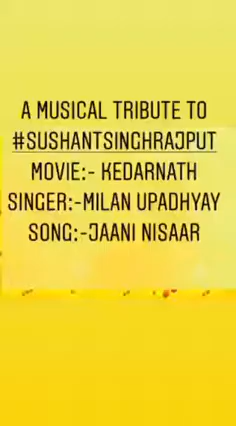 A MUSICAL TRIBUTE TO
#SUSHANTSINGHRAJPUT
MOVIE:- KEDARNATH
SINGER:-MILAN UPADHYAY
SONG:-JAANI NISAAR